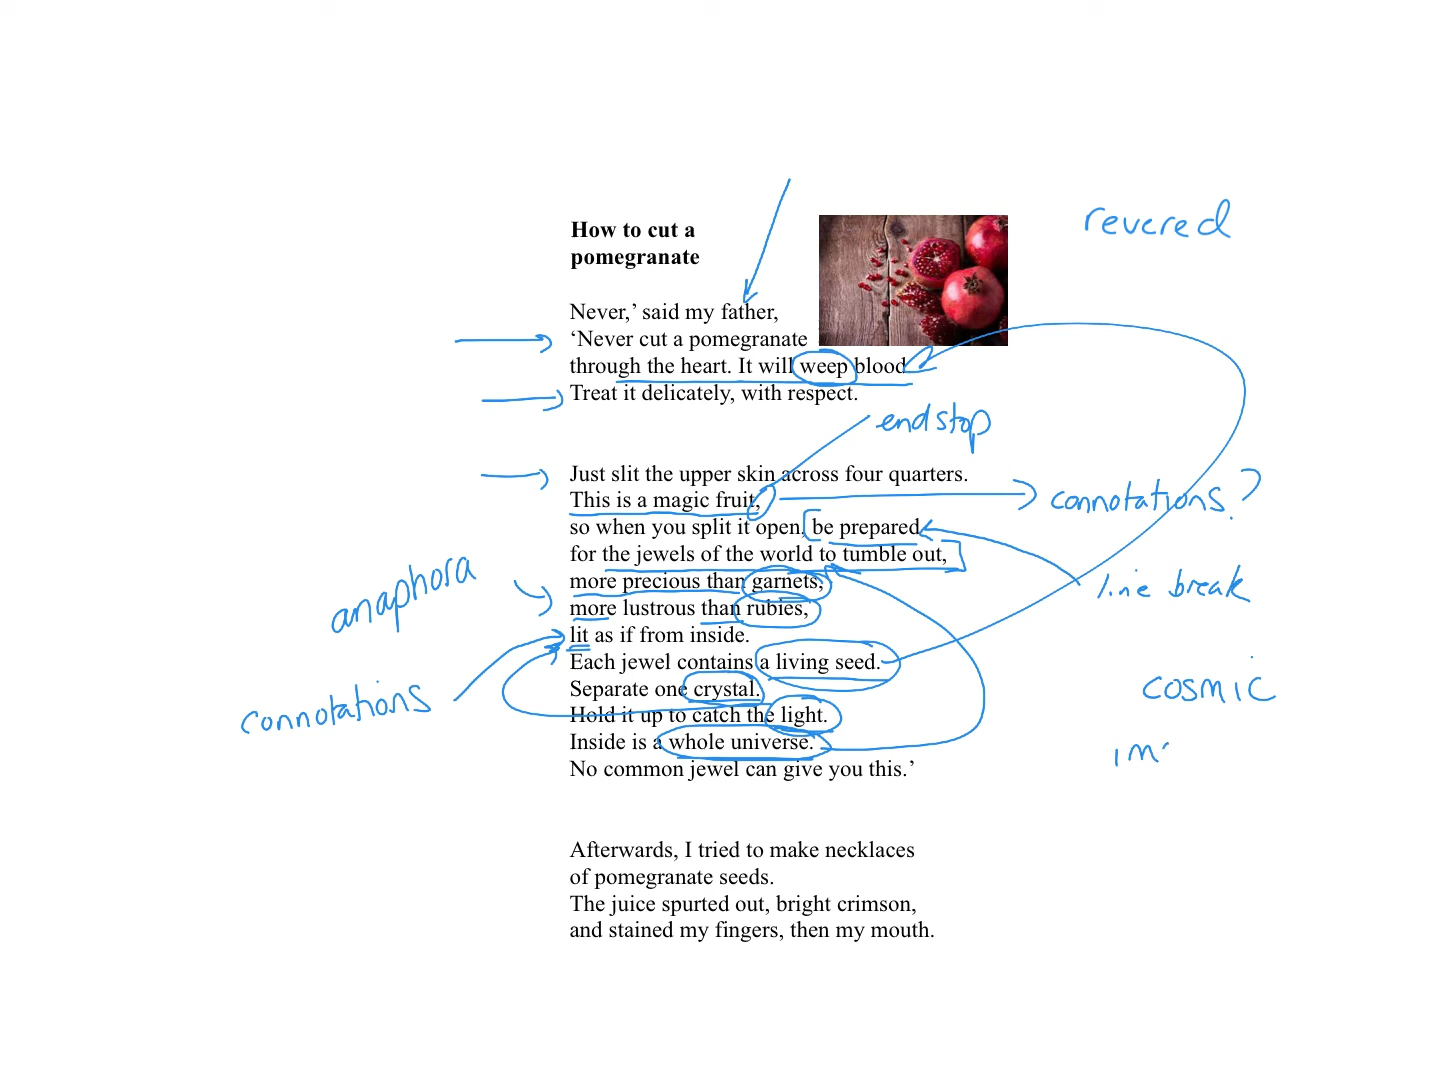 revered
How to cut a
pomegranate
Never,’ said my father,
‘Never cut a pomegranate
through the heart. It will weep blood
Treat it delicately, with respect.
end stop
Just slit the upper skin across four quarters.
This is a magic fruit,
connotations?
so when you split it open, be prepared
for the jewels of the world to tumble out,
anaphora
more precious than garnets,
line break
more lustrous than rubies,
lit as if from inside.
Each jewel contains a living seed.
Separate one crystal.
cosmic
connotations
Hold it up to catch the light.
Inside is a whole universe.
No common jewel can give you this.’
Afterwards, I tried to make necklaces
of pomegranate seeds.
The juice spurted out, bright crimson,
and stained my fingers, then my mouth.